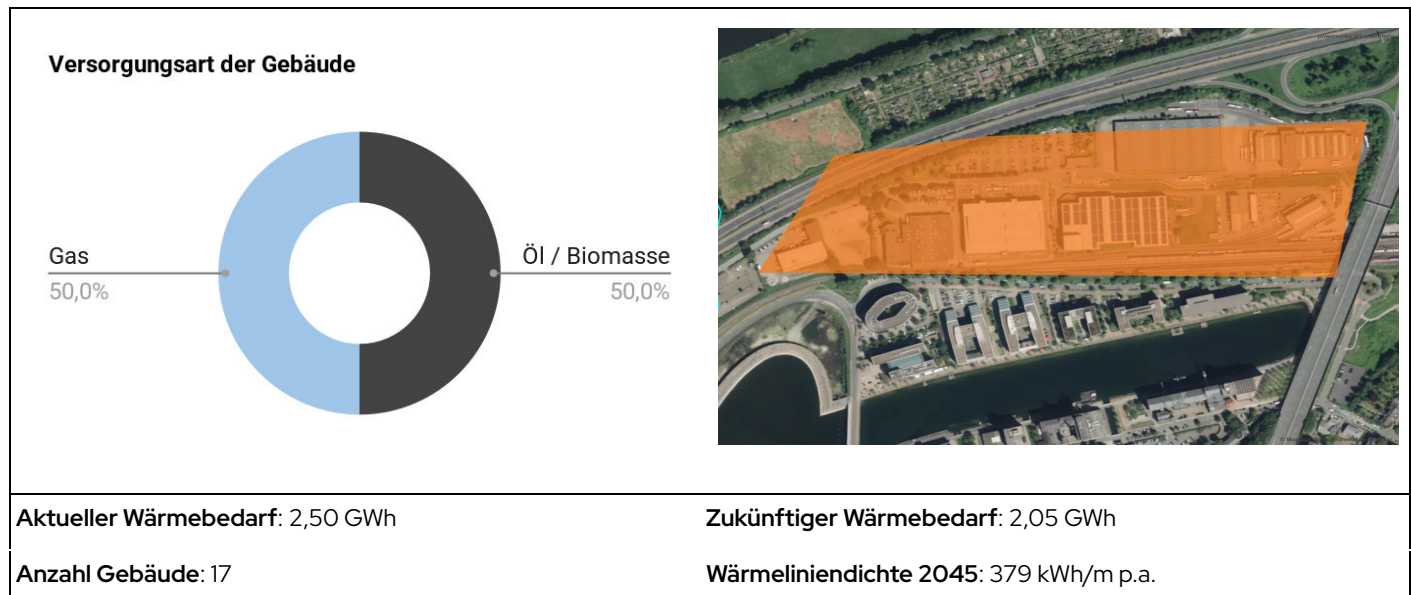 Versorgungsart der Gebäude
Gas
50,0%
Öl / Biomasse
50,0%
Aktueller Wärmebedarf: 2,50 GWh
Zukünftiger Wärmebedarf: 2,05 GWh
Anzahl Gebäude: 17
Wärmeliniendichte 2045: 379 kWh/m p.a.